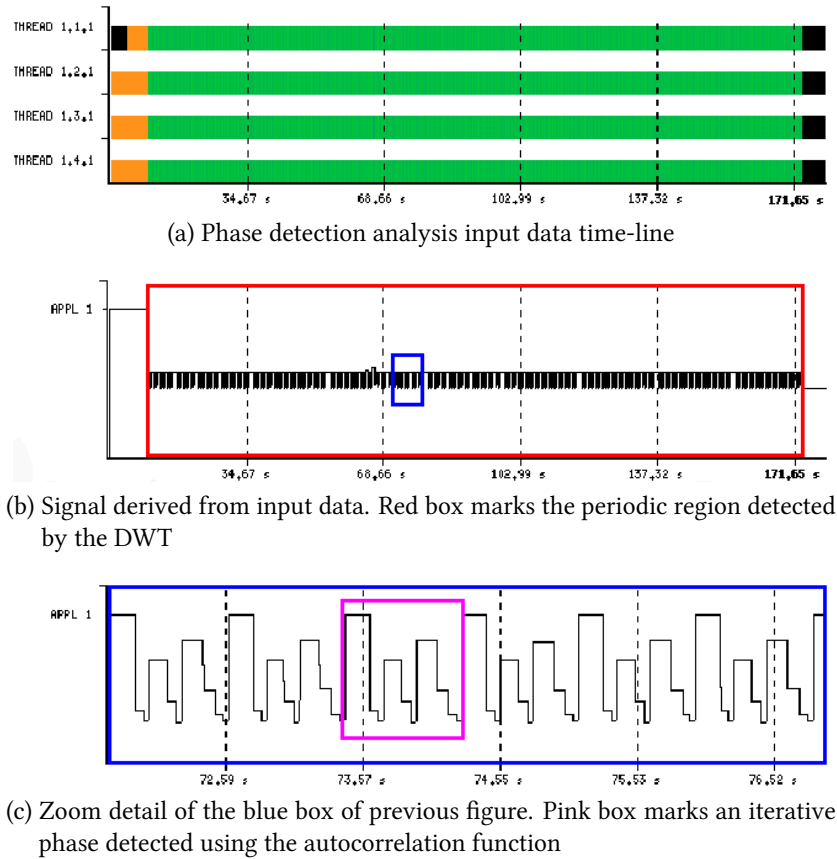 THREAD 1.1.1
THREAD 1.2.1
THREAD 1.3.1
THREAD 1.4.1
34,67 s 68,66 s 102,99 s 137,32 s 171,65 s
(a) Phase detection analysis input data time-line
APPL 1
34,67 s 68,66 s 102,99 s 137,32 s 171,65 s
(b) Signal derived from input data. Red box marks the periodic region detected
by the DWT
APPL 1
72,59 s 73,57 s 74,55 s 75,53 s 76,52 s
(c) Zoom detail of the blue box of previous figure. Pink box marks an iterative
phase detected using the autocorrelation function